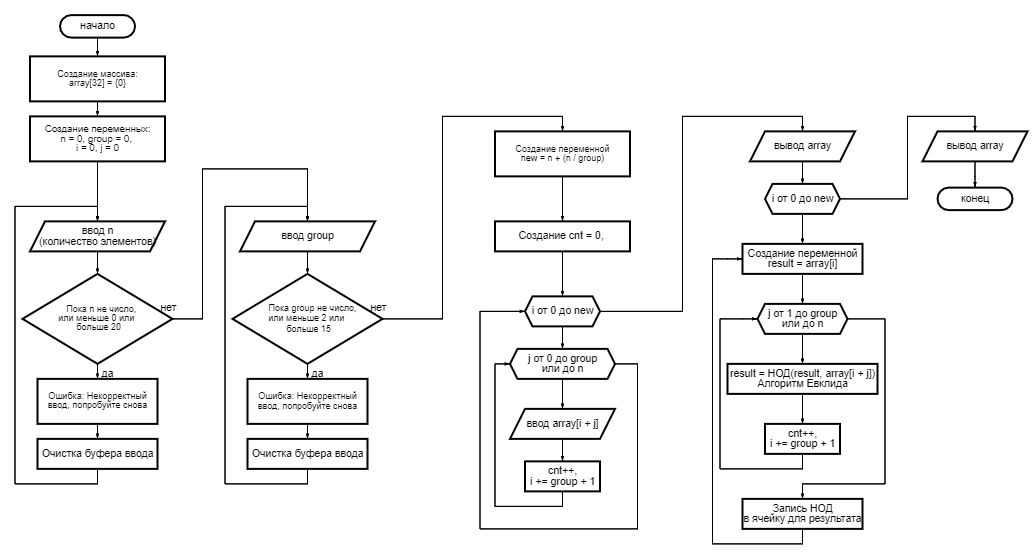 начало
Создание массива:
array[32] = {0}
Создание переменных:
n = 0, group = 0,
i = 0, j = 0
ввод n
(количество элементов)
Пока n не число,
или меньше 0 или
больше 20
нет
да
Ошибка: Некорректный
ввод, попробуйте снова
Очистка буфера ввода
ввод group
Пока group не число,
или меньше 2 или
больше 15
нет
да
Ошибка: Некорректный
ввод, попробуйте снова
Очистка буфера ввода
Создание переменной
new = n + (n / group)
Создание cnt = 0,
i от 0 до new
j от 0 до group
или до n
ввод array[i + j]
cnt++,
i += group + 1
вывод array
i от 0 до new
Создание переменной
result = array[i]
j от 1 до group
или до n
result = НОД(result, array[i + j])
Алгоритм Евклида
cnt++,
i += group + 1
Запись НОД
в ячейку для результата
вывод array
конец